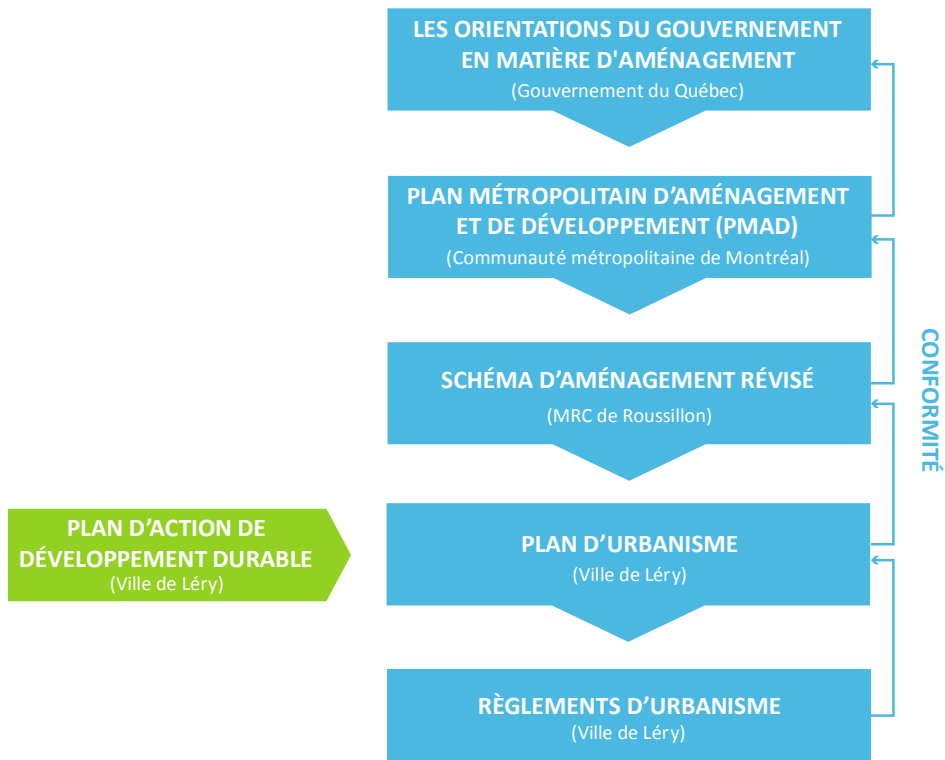 LES ORIENTATIONS DU GOUVERNEMENT
EN MATIÈRE D'AMÉNAGEMENT
(Gouvernement du Québec)
PLAN MÉTROPOLITAIN D’AMÉNAGEMENT
ET DE DÉVELOPPEMENT (PMAD)
(Communauté métropolitaine de Montréal)
SCHÉMA D’AMÉNAGEMENT RÉVISÉ
(MRC de Roussillon)
CONFORMITÉ
PLAN D’ACTION DE
DÉVELOPPEMENT DURABLE
(Ville de Léry)
PLAN D’URBANISME
(Ville de Léry)
RÈGLEMENTS D’URBANISME
(Ville de Léry)